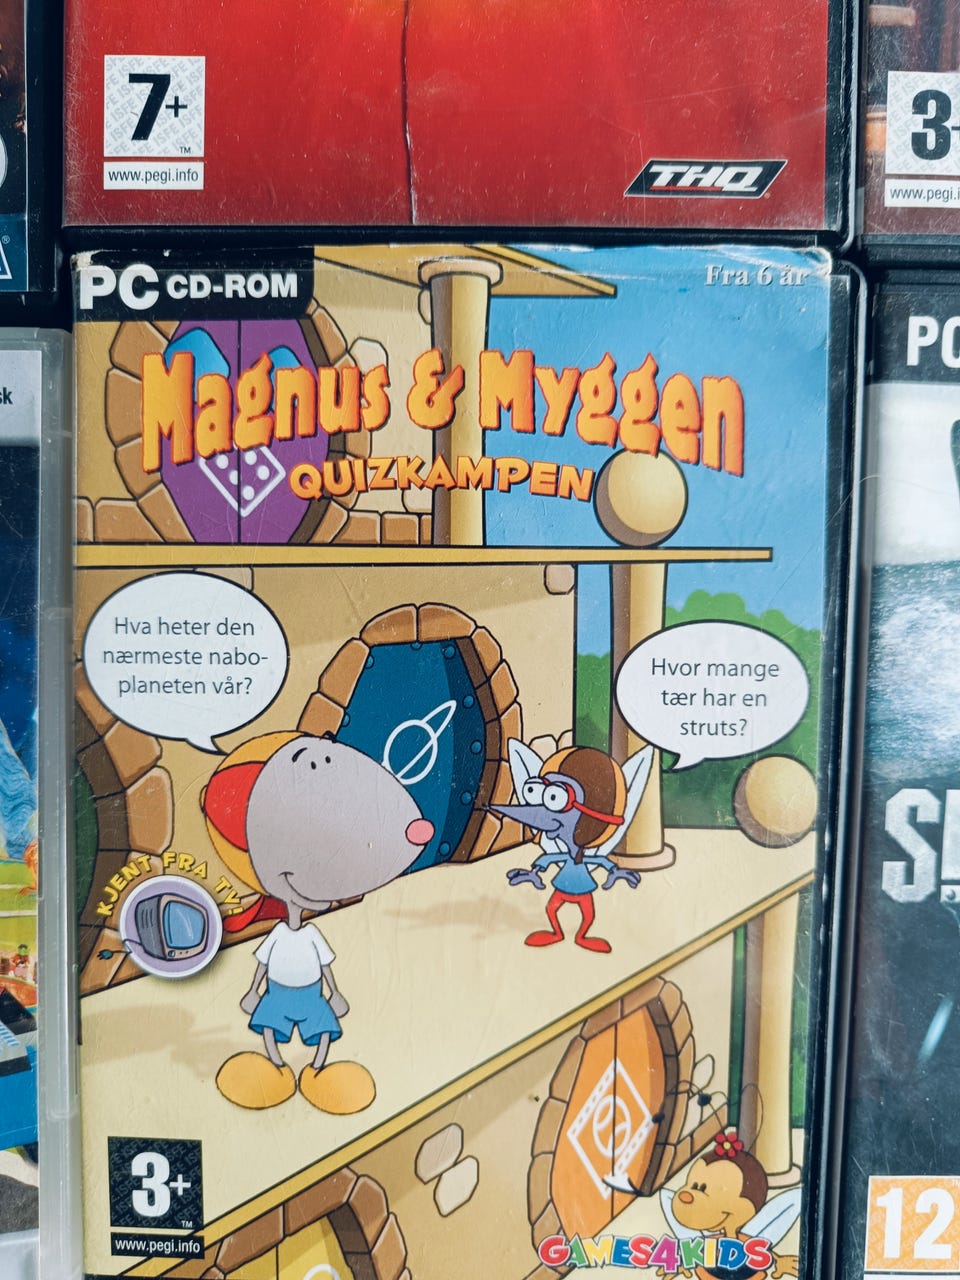 7+
www.pegi.info
THQ
3+
www.pegi.i
PC CD-ROM
Fra 6 år
Magnus & Myggen
QUIZKAMPEN
Hva heter den
nærmeste nabo-
planeten vår?
Hvor mange
tær har en
struts?
KJENT FRA TV!
3+
www.pegi.info
GAMES4KIDS
sk
PC
12